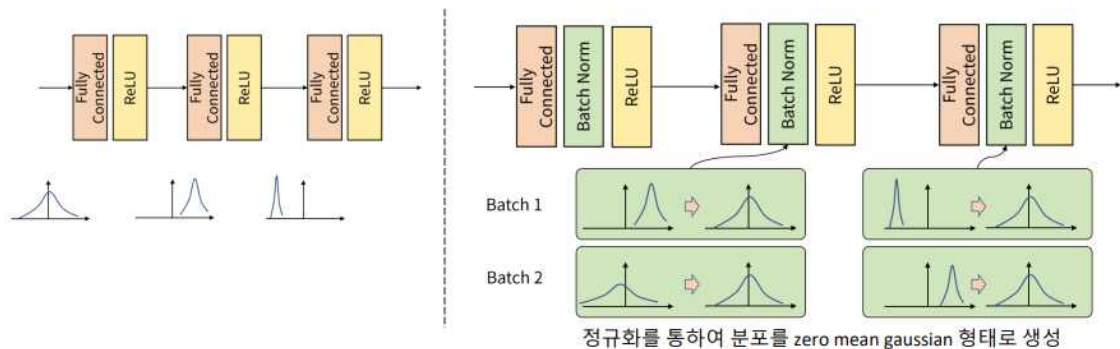 Fully Connected
ReLU
Fully Connected
ReLU
Fully Connected
ReLU
Fully Connected
Batch Norm
ReLU
Fully Connected
Batch Norm
ReLU
Fully Connected
Batch Norm
ReLU
Batch 1
Batch 2
정규화를 통하여 분포를 zero mean gaussian 형태로 생성